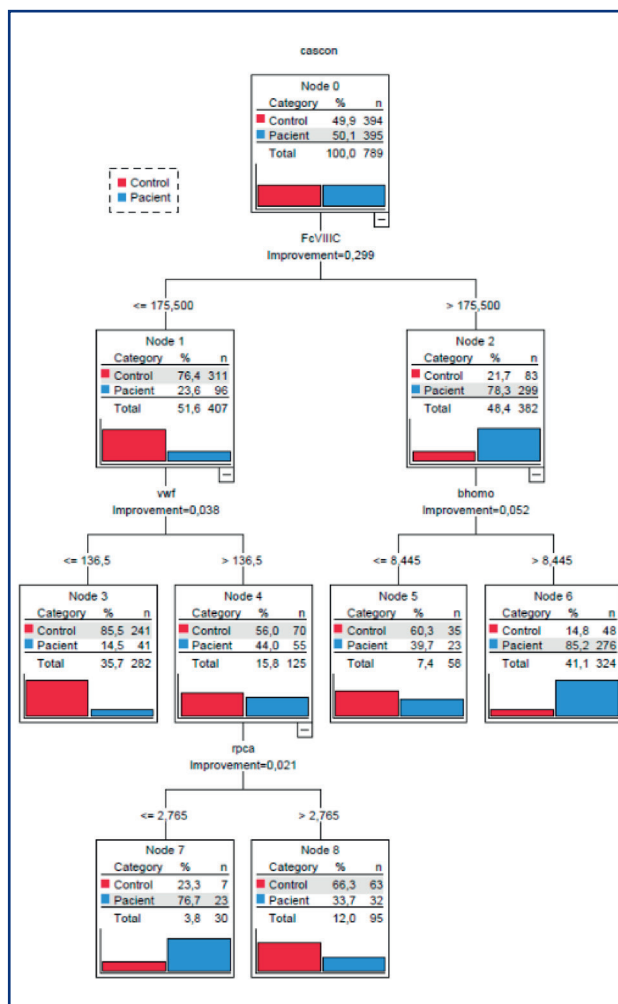 cascon
Node 0
Category % n
Control 49,9 394
Pacient 50,1 395
Total 100,0 789
Control
Pacient
FcVIIIC
Improvement=0,299
<= 175,500
> 175,500
Node 1
Category % n
Control 76,4 311
Pacient 23,6 96
Total 51,6 407
Node 2
Category % n
Control 21,7 83
Pacient 78,3 299
Total 48,4 382
vwf
Improvement=0,038
bhomo
Improvement=0,052
<= 136,5
> 136,5
<= 8,445
> 8,445
Node 3
Category % n
Control 85,5 241
Pacient 14,5 41
Total 35,7 282
Node 4
Category % n
Control 56,0 70
Pacient 44,0 55
Total 15,8 125
Node 5
Category % n
Control 60,3 35
Pacient 39,7 23
Total 7,4 58
Node 6
Category % n
Control 14,8 48
Pacient 85,2 276
Total 41,1 324
rpca
Improvement=0,021
<= 2,765
> 2,765
Node 7
Category % n
Control 23,3 7
Pacient 76,7 23
Total 3,8 30
Node 8
Category % n
Control 66,3 63
Pacient 33,7 32
Total 12,0 95